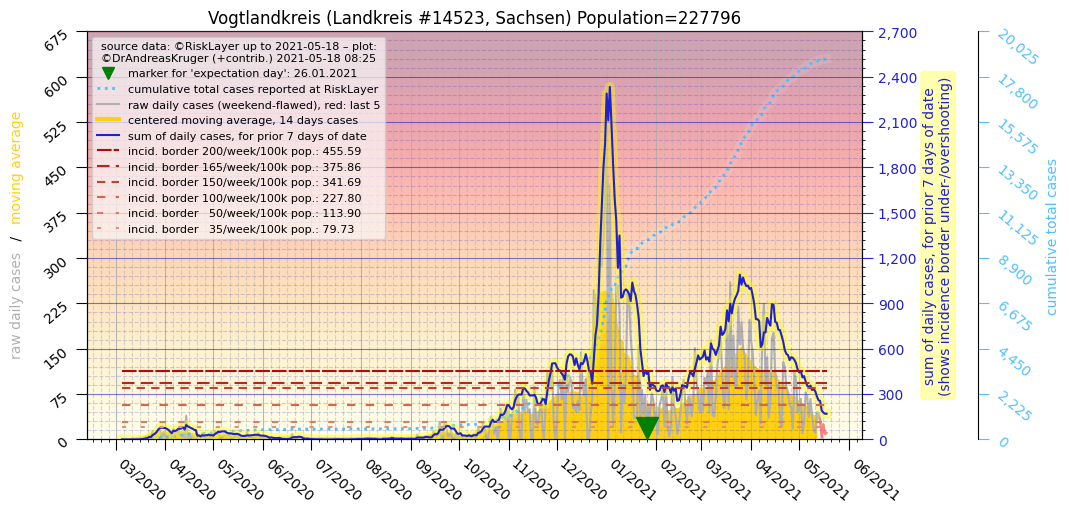 Vogtlandkreis (Landkreis #14523, Sachsen) Population=227796
source data: ©RiskLayer up to 2021-05-18 – plot:
©DrAndreasKruger (+contrib.) 2021-05-18 08:25
marker for 'expectation day': 26.01.2021
cumulative total cases reported at RiskLayer
raw daily cases (weekend-flawed), red: last 5
centered moving average, 14 days cases
sum of daily cases, for prior 7 days of date
incid. border 200/week/100k pop.: 455.59
incid. border 165/week/100k pop.: 375.86
incid. border 150/week/100k pop.: 341.69
incid. border 100/week/100k pop.: 227.80
incid. border   50/week/100k pop.: 113.90
incid. border   35/week/100k pop.: 79.73
raw daily cases / moving average
675
600
525
450
375
300
225
150
75
0
2,700
2,400
2,100
1,800
1,500
1,200
900
600
300
0
sum of daily cases, for prior 7 days of date
(shows incidence border under-/overshooting)
20,025
17,800
15,575
13,350
11,125
8,900
6,675
4,450
2,225
0
cumulative total cases
03/2020
04/2020
05/2020
06/2020
07/2020
08/2020
09/2020
10/2020
11/2020
12/2020
01/2021
02/2021
03/2021
04/2021
05/2021
06/2021